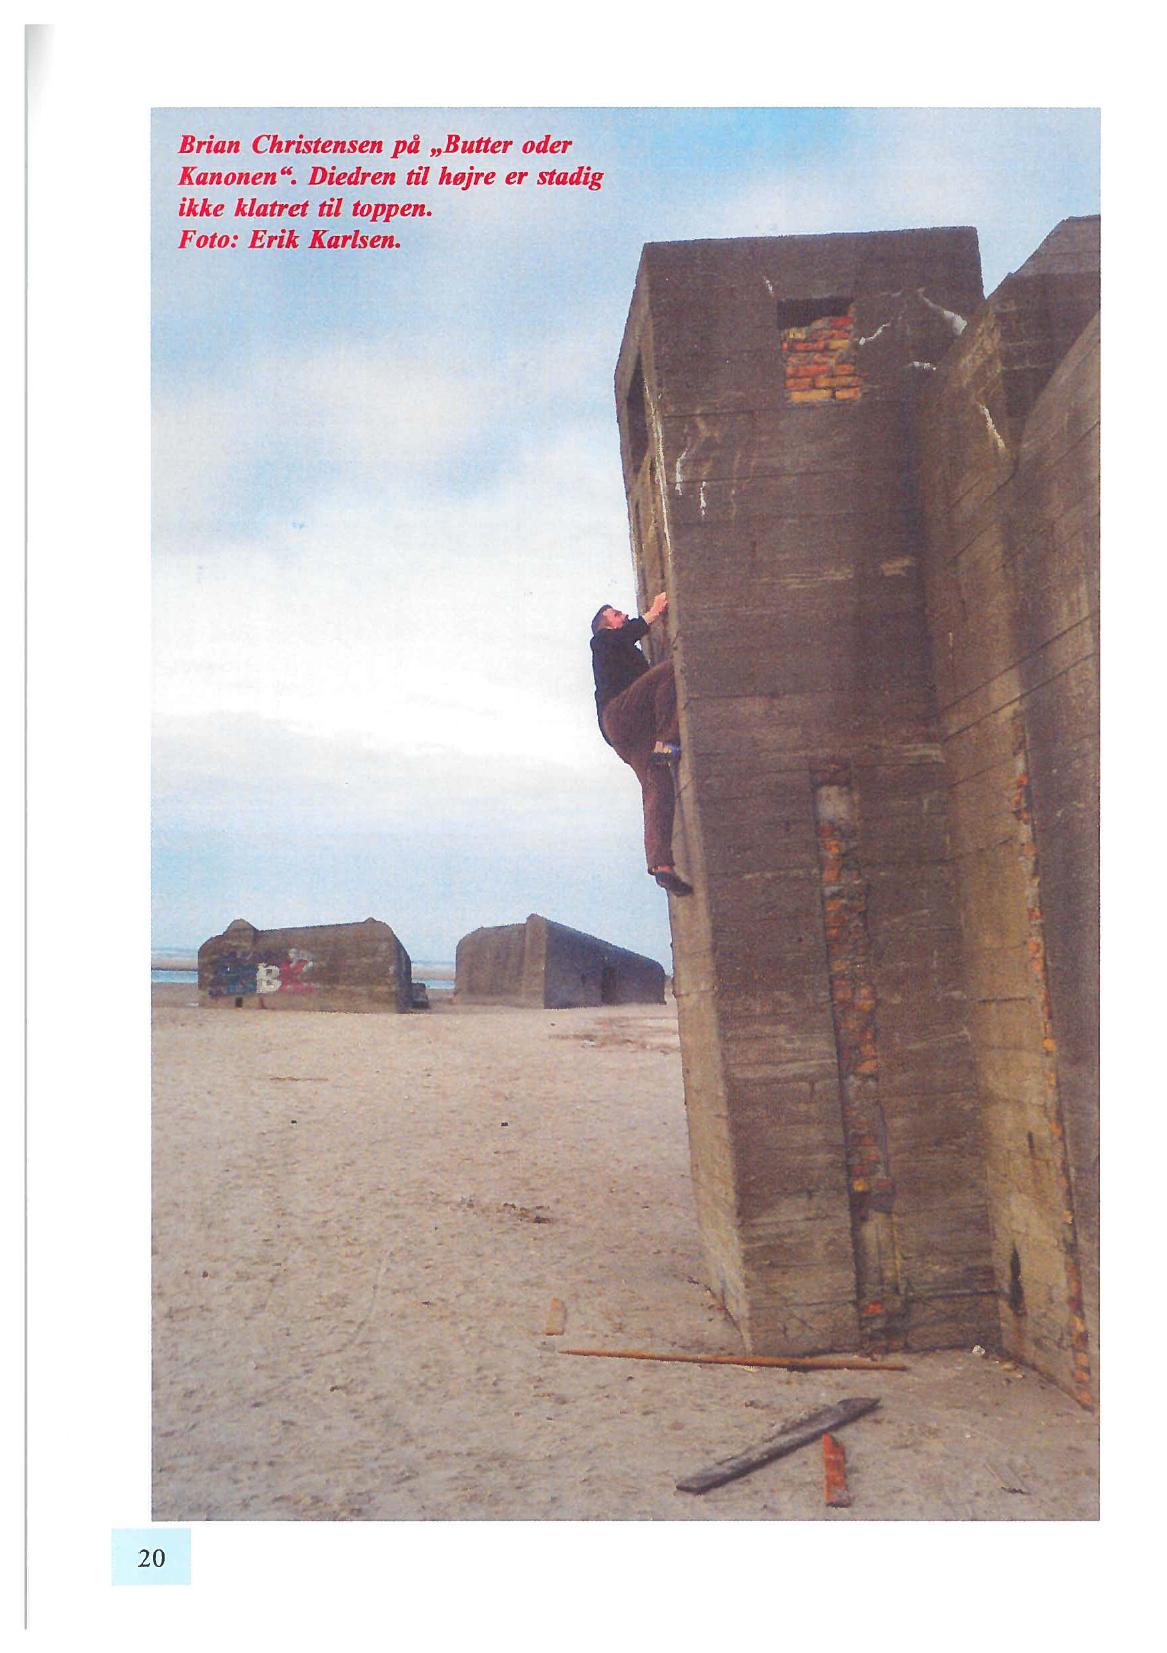 Brian Christensen på „Butter oder
Kanonen“. Diedren til højre er stadig
ikke klatret til toppen.
Foto: Erik Karlsen.
20